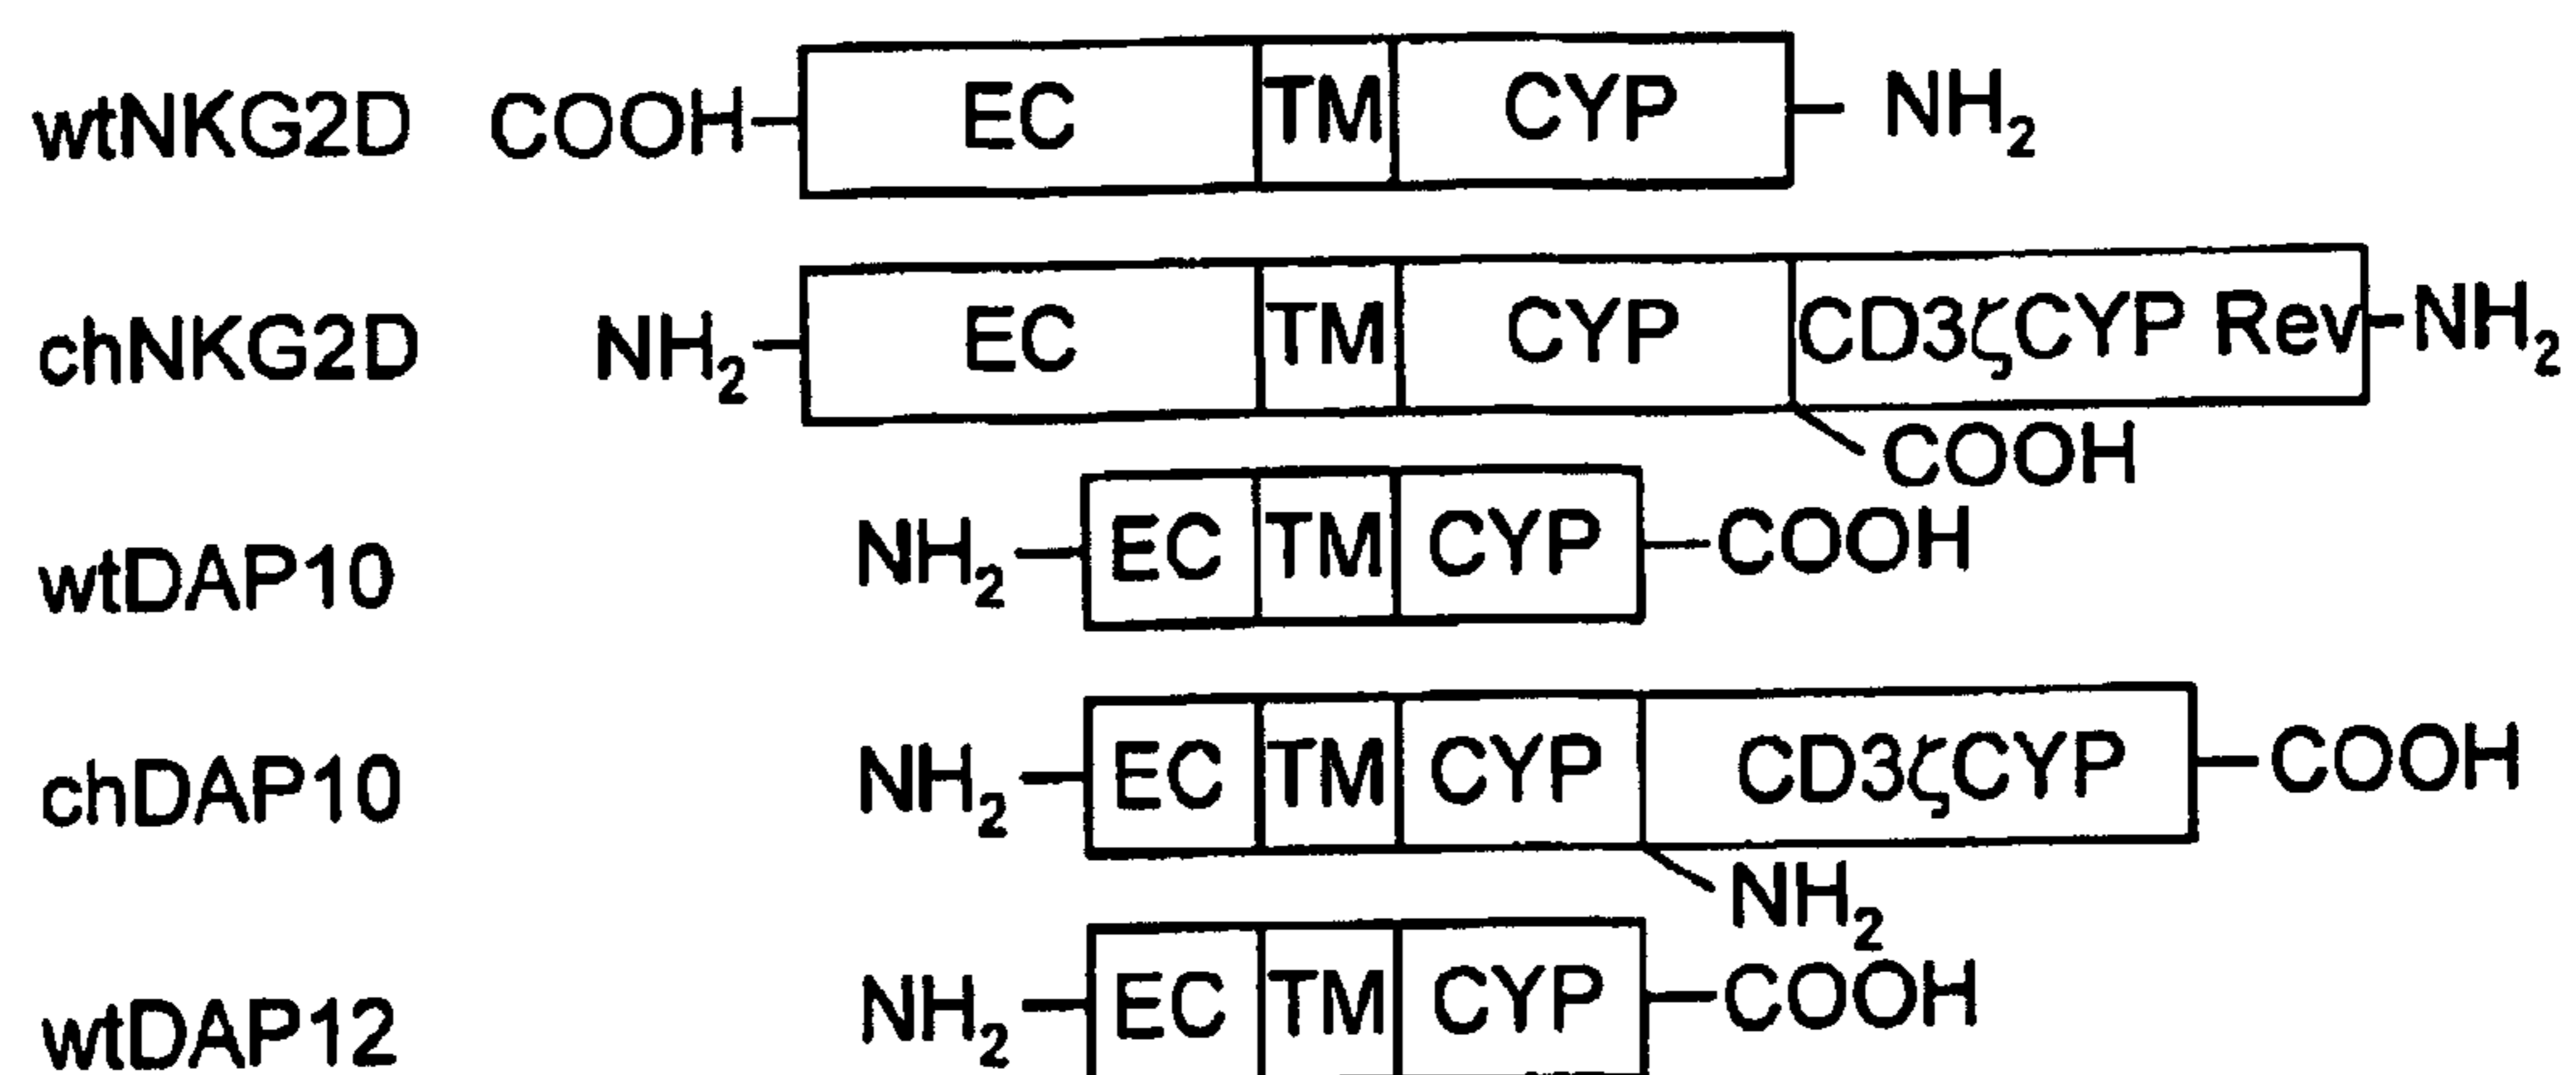 wtNKG2D COOH EC TM CYP NH₂
chNKG2D NH₂ EC TM CYP CD3ζCYP Rev NH₂
COOH
wtDAP10 NH₂ EC TM CYP COOH
chDAP10 NH₂ EC TM CYP CD3ζCYP COOH
NH₂
wtDAP12 NH₂ EC TM CYP COOH